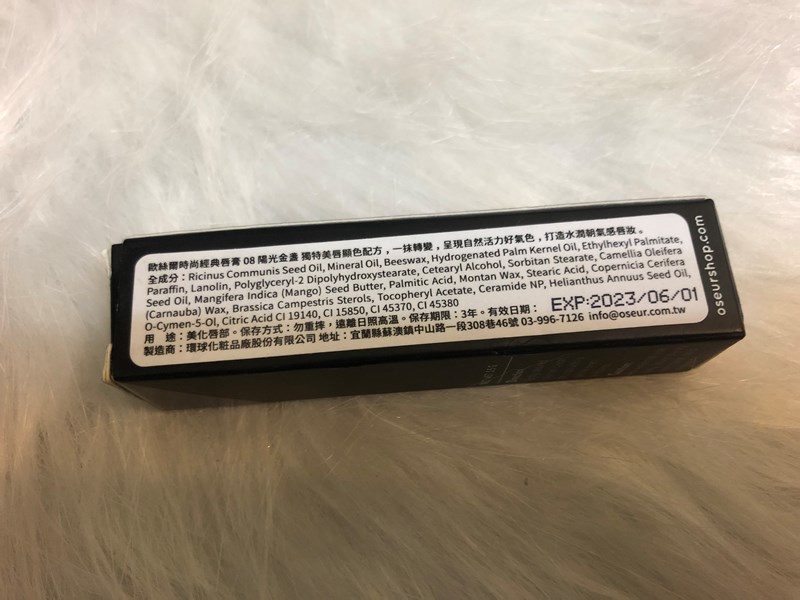 歐絲爾時尚經典唇膏 08 陽光金盞 獨特美唇顯色配方，一抹轉變，呈現自然活力好氣色，打造水潤朝氣感唇妝。
全成分：Ricinus Communis Seed Oil, Mineral Oil, Beeswax, Hydrogenated Palm Kernel Oil, Ethylhexyl Palmitate,
Paraffin, Lanolin, Polyglyceryl-2 Dipolyhydroxystearate, Cetearyl Alcohol, Sorbitan Stearate, Camellia Oleifera
Seed Oil, Mangifera Indica (Mango) Seed Butter, Palmitic Acid, Montan Wax, Stearic Acid, Copernicia Cerifera
(Carnauba) Wax, Brassica Campestris Sterols, Tocopheryl Acetate, Ceramide NP, Helianthus Annuus Seed Oil,
O-Cymen-5-Ol, Citric Acid CI 19140, CI 15850, CI 45370, CI 45380
用 途：美化唇部。保存方式：勿重摔，遠離日照高溫。保存期限：3年。有效日期： EXP:2023/06/01
製造商：環球化粧品廠股份有限公司 地址：宜蘭縣蘇澳鎮中山路一段308巷46號 03-996-7126 info@oseur.com.tw
oseurshop.com